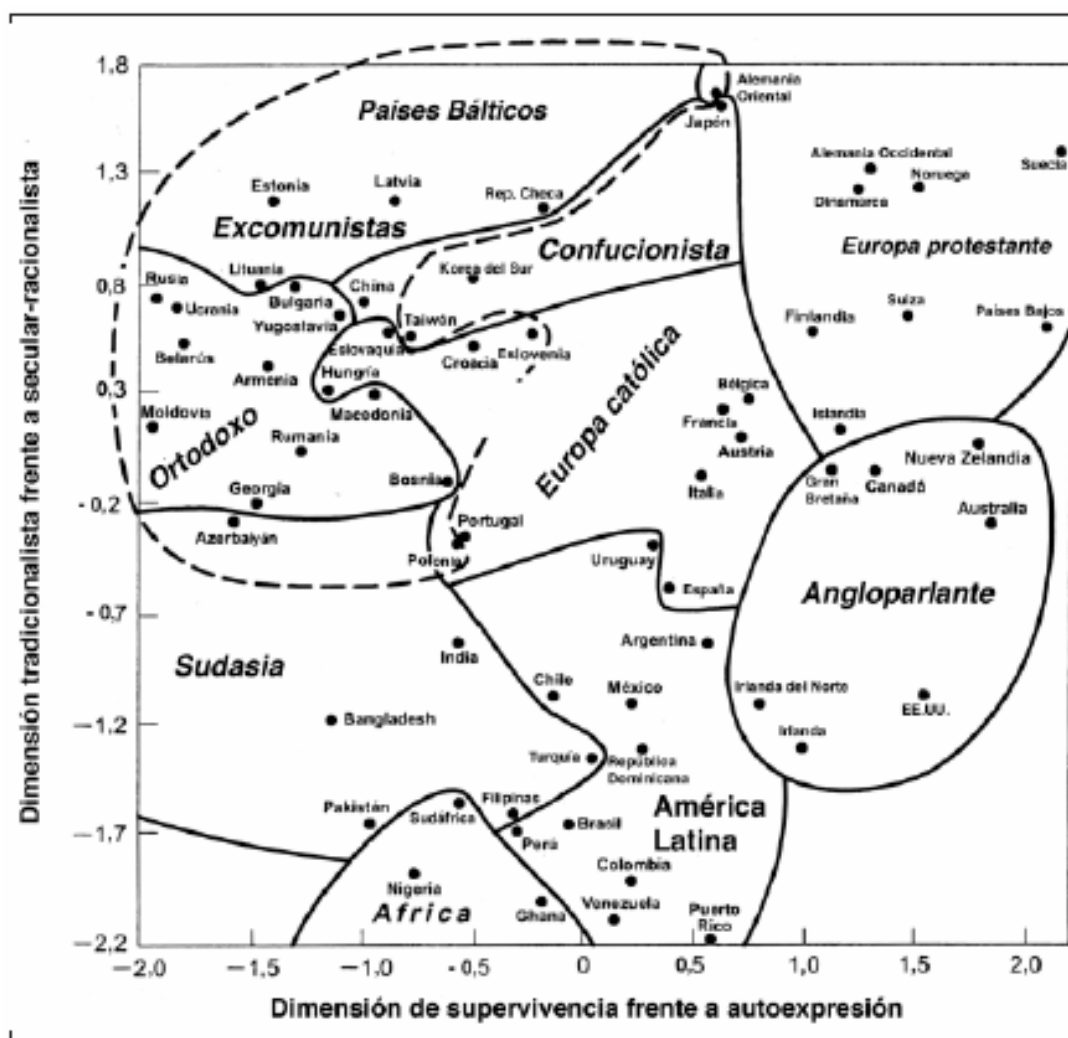 Dimensión tradicionalista frente a secular-racionalista
1,8
1,3
0,8
0,3
-0,2
-0,7
-1,2
-1,7
-2,2
Alemania
Oriental
Países Bálticos
Japón
Alemania Occidental
Suecia
Noruega
Estonia
Latvia
Rep. Checa
Dinamarca
Excomunistas
Confucionista
Europa protestante
Rusia
Lituania
China
Korea del Sur
Ucrania
Bulgaria
Suiza
Países Bajos
Yugoslavia
Taiwán
Finlandia
Eslovaquia
Croacia
Eslovenia
Belarús
Armenia
Hungría
Bélgica
Moldovia
Macedonia
Francia
Islandia
Ortodoxo
Rumania
Europa católica
Austria
Nueva Zelandia
Bosnia
Italia
Gran
Bretaña
Canadá
Georgia
Australia
Azerbaiyán
Portugal
Polonia
Uruguay
España
Angloparlante
Argentina
India
Sudasia
Chile
México
Irlanda del Norte
EE.UU.
Bangladesh
Irlanda
Turquía
República
Dominicana
Pakistán
Sudáfrica
Filipinas
América
Latina
Brasil
Perú
Colombia
Nigeria
Africa
Ghana
Venezuela
Puerto
Rico
-2,0
-1,5
-1,0
-0,5
0
0,5
1,0
1,5
2,0
Dimensión de supervivencia frente a autoexpresión